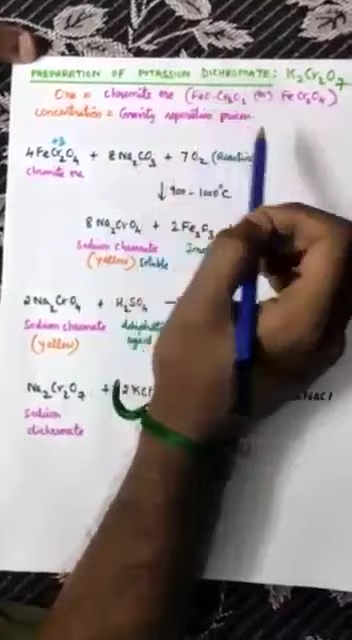 PREPARATION OF POTASSIUM DICHROMATE: K₂Cr₂O₇
Ore = chromite ore (FeO.Cr₂O₃ (or) FeCr₂O₄)
concentration = Gravity separation process
+3
4FeCr₂O₄ + 8Na₂CO₃ + 7O₂
chromite ore
↓ 900-1000°C
8Na₂CrO₄ + 2Fe₂O₃
Sodium chromate
(yellow) Soluble
2Na₂CrO₄ + H₂SO₄
Sodium chromate
(yellow)
agent
Na₂Cr₂O₇ + 2KCl
NaCl
Sodium
dichromate